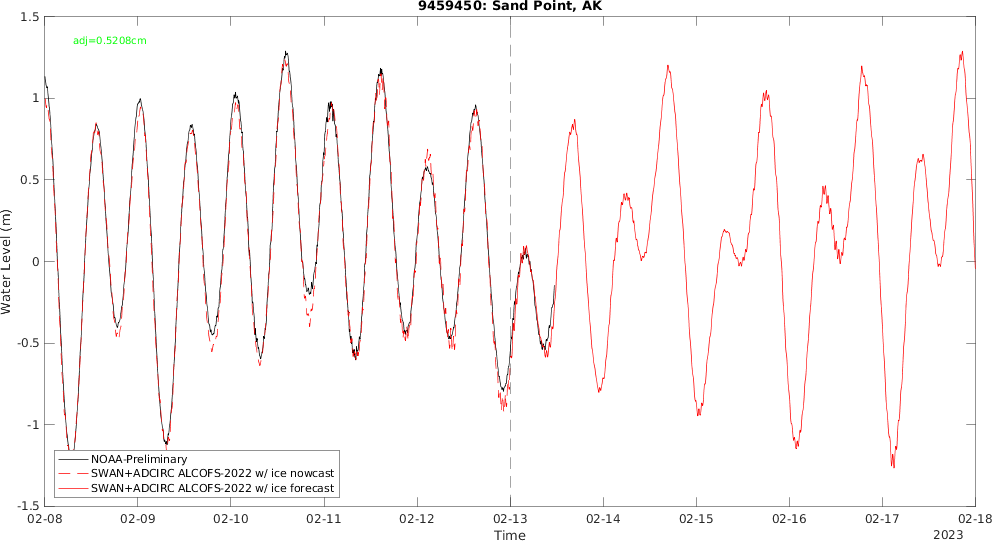 9459450: Sand Point, AK
adj=0.5208cm
Water Level (m)
1.5
1
0.5
0
-0.5
-1
-1.5
NOAA-Preliminary
SWAN+ADCIRC ALCOFS-2022 w/ ice nowcast
SWAN+ADCIRC ALCOFS-2022 w/ ice forecast
02-08 02-09 02-10 02-11 02-12 02-13 02-14 02-15 02-16 02-17 02-18
Time
2023